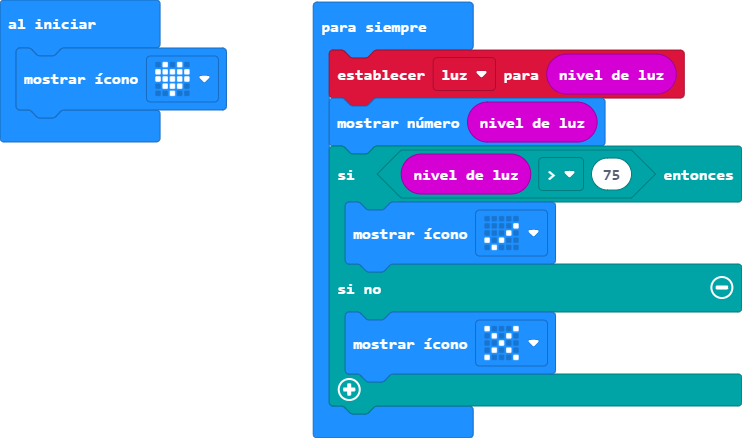 al iniciar
mostrar ícono
para siempre
establecer luz para nivel de luz
mostrar número nivel de luz
si nivel de luz > 75 entonces
mostrar ícono
si no
mostrar ícono